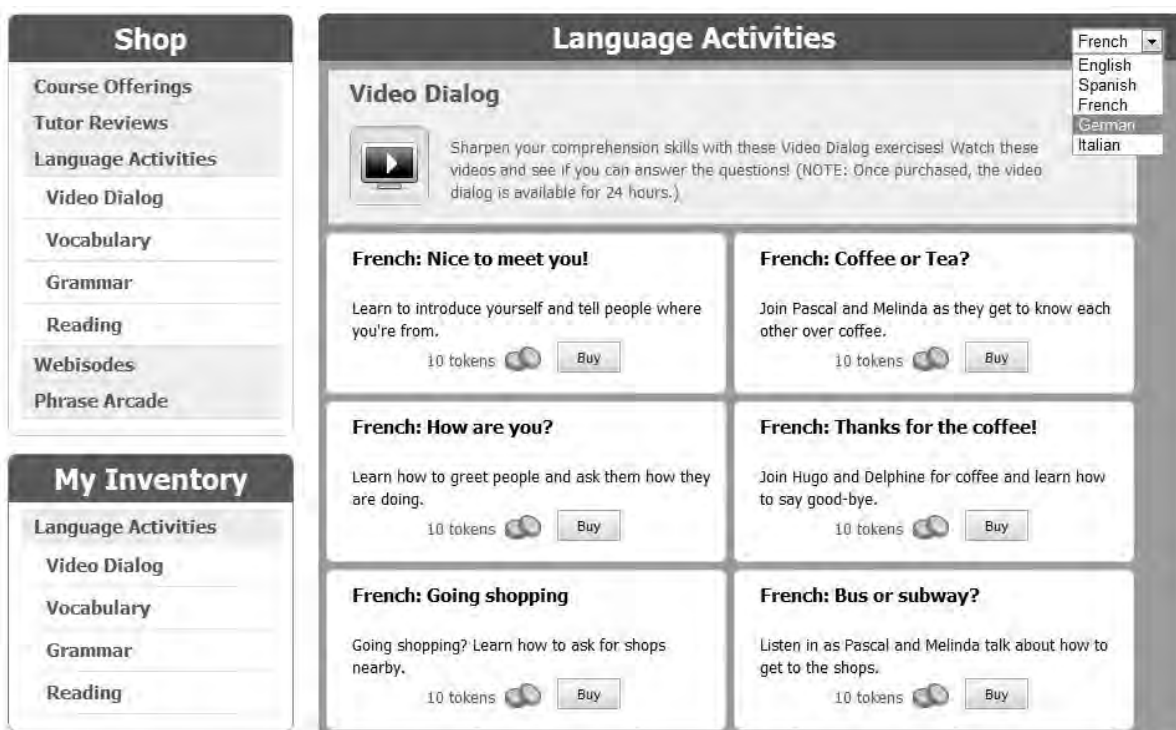 Shop
Course Offerings
Tutor Reviews
Language Activities
Video Dialog
Vocabulary
Grammar
Reading
Webisodes
Phrase Arcade
My Inventory
Language Activities
Video Dialog
Vocabulary
Grammar
Reading
Language Activities
French
English
Spanish
French
German
Italian
Video Dialog
Sharpen your comprehension skills with these Video Dialog exercises! Watch these
videos and see if you can answer the questions! (NOTE: Once purchased, the video
dialog is available for 24 hours.)
French: Nice to meet you!
Learn to introduce yourself and tell people where
you're from.
10 tokens Buy
French: Coffee or Tea?
Join Pascal and Melinda as they get to know each
other over coffee.
10 tokens Buy
French: How are you?
Learn how to greet people and ask them how they
are doing.
10 tokens Buy
French: Thanks for the coffee!
Join Hugo and Delphine for coffee and learn how
to say good-bye.
10 tokens Buy
French: Going shopping
Going shopping? Learn how to ask for shops
nearby.
10 tokens Buy
French: Bus or subway?
Listen in as Pascal and Melinda talk about how to
get to the shops.
10 tokens Buy